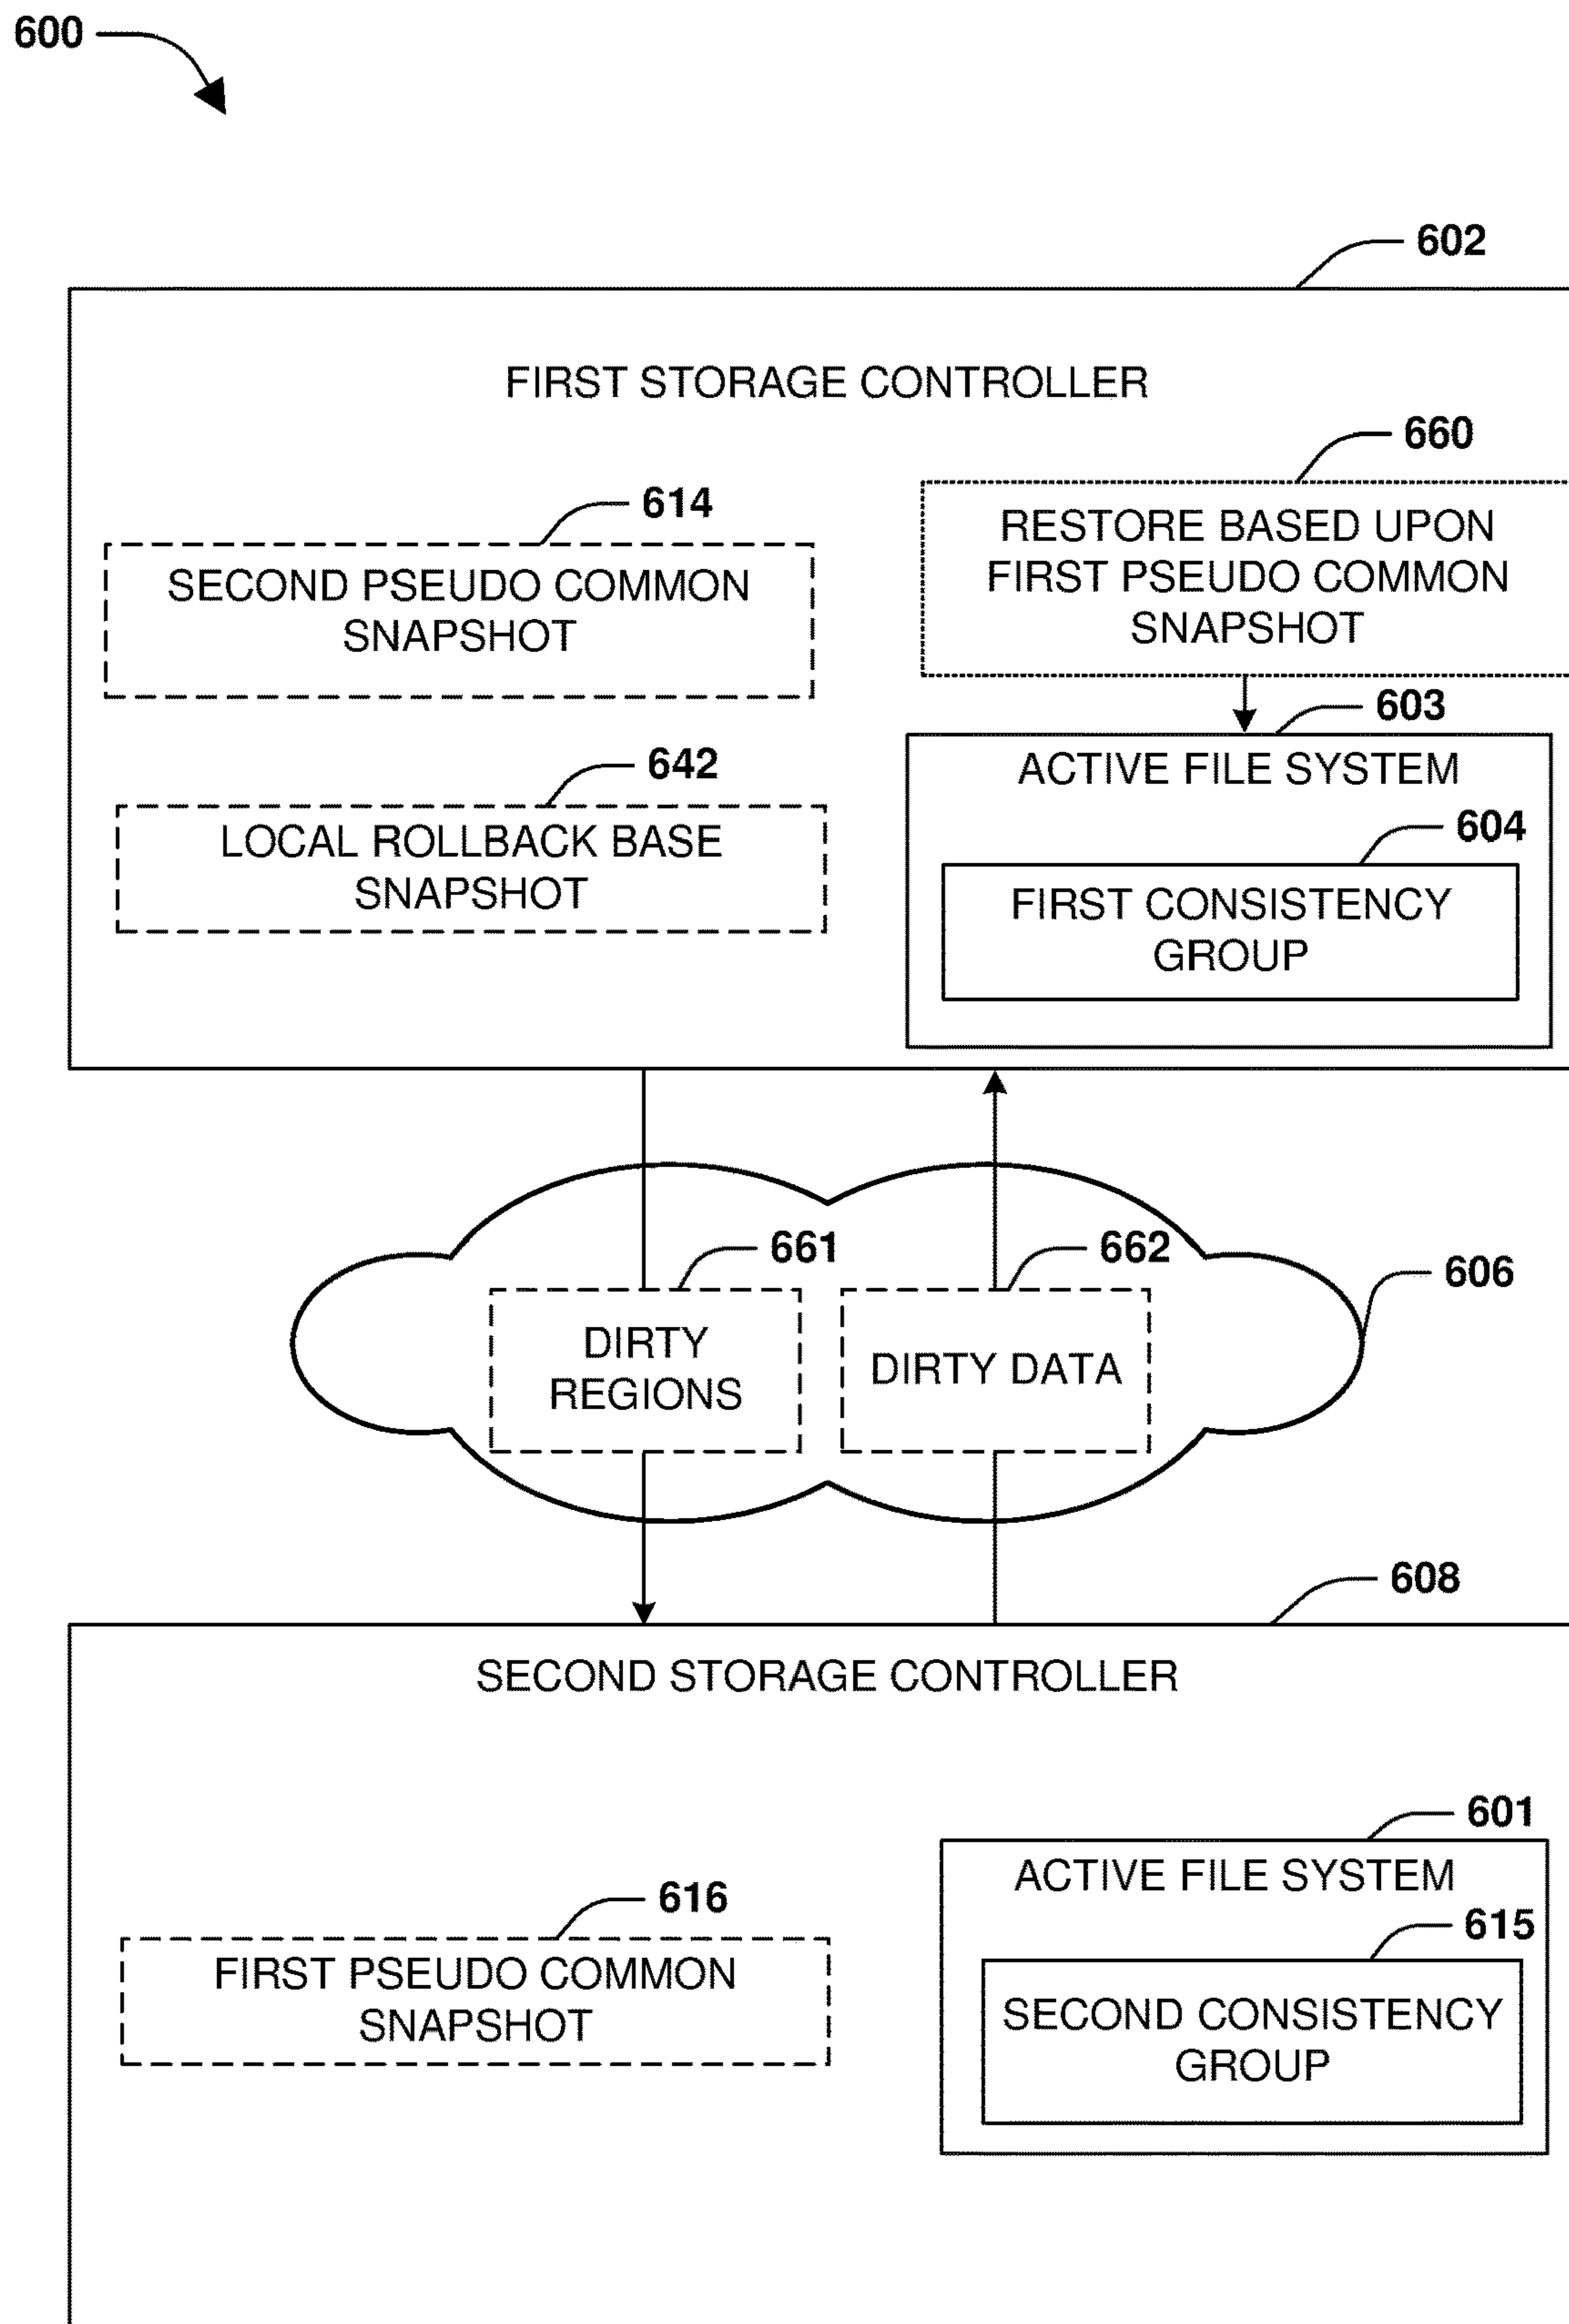 600
602
FIRST STORAGE CONTROLLER
660
614
RESTORE BASED UPON
FIRST PSEUDO COMMON
SNAPSHOT
SECOND PSEUDO COMMON
SNAPSHOT
603
642
ACTIVE FILE SYSTEM
604
LOCAL ROLLBACK BASE
SNAPSHOT
FIRST CONSISTENCY
GROUP
661
662
606
DIRTY
REGIONS
DIRTY DATA
608
SECOND STORAGE CONTROLLER
601
ACTIVE FILE SYSTEM
616
615
FIRST PSEUDO COMMON
SNAPSHOT
SECOND CONSISTENCY
GROUP